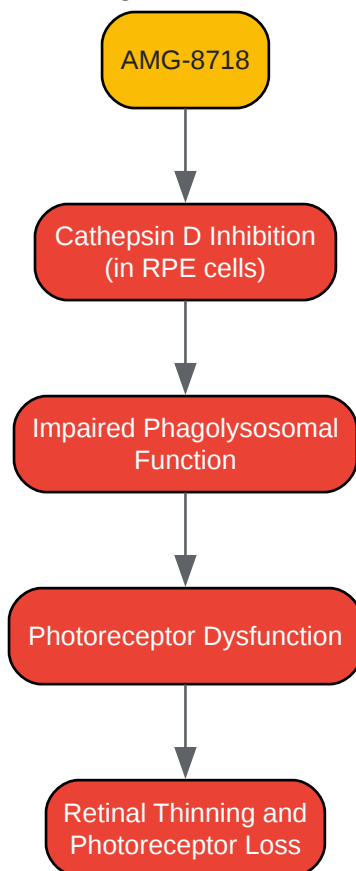 AMG-8718
Cathepsin D Inhibition
(in RPE cells)
Impaired Phagolysosomal
Function
Photoreceptor Dysfunction
Retinal Thinning and
Photoreceptor Loss